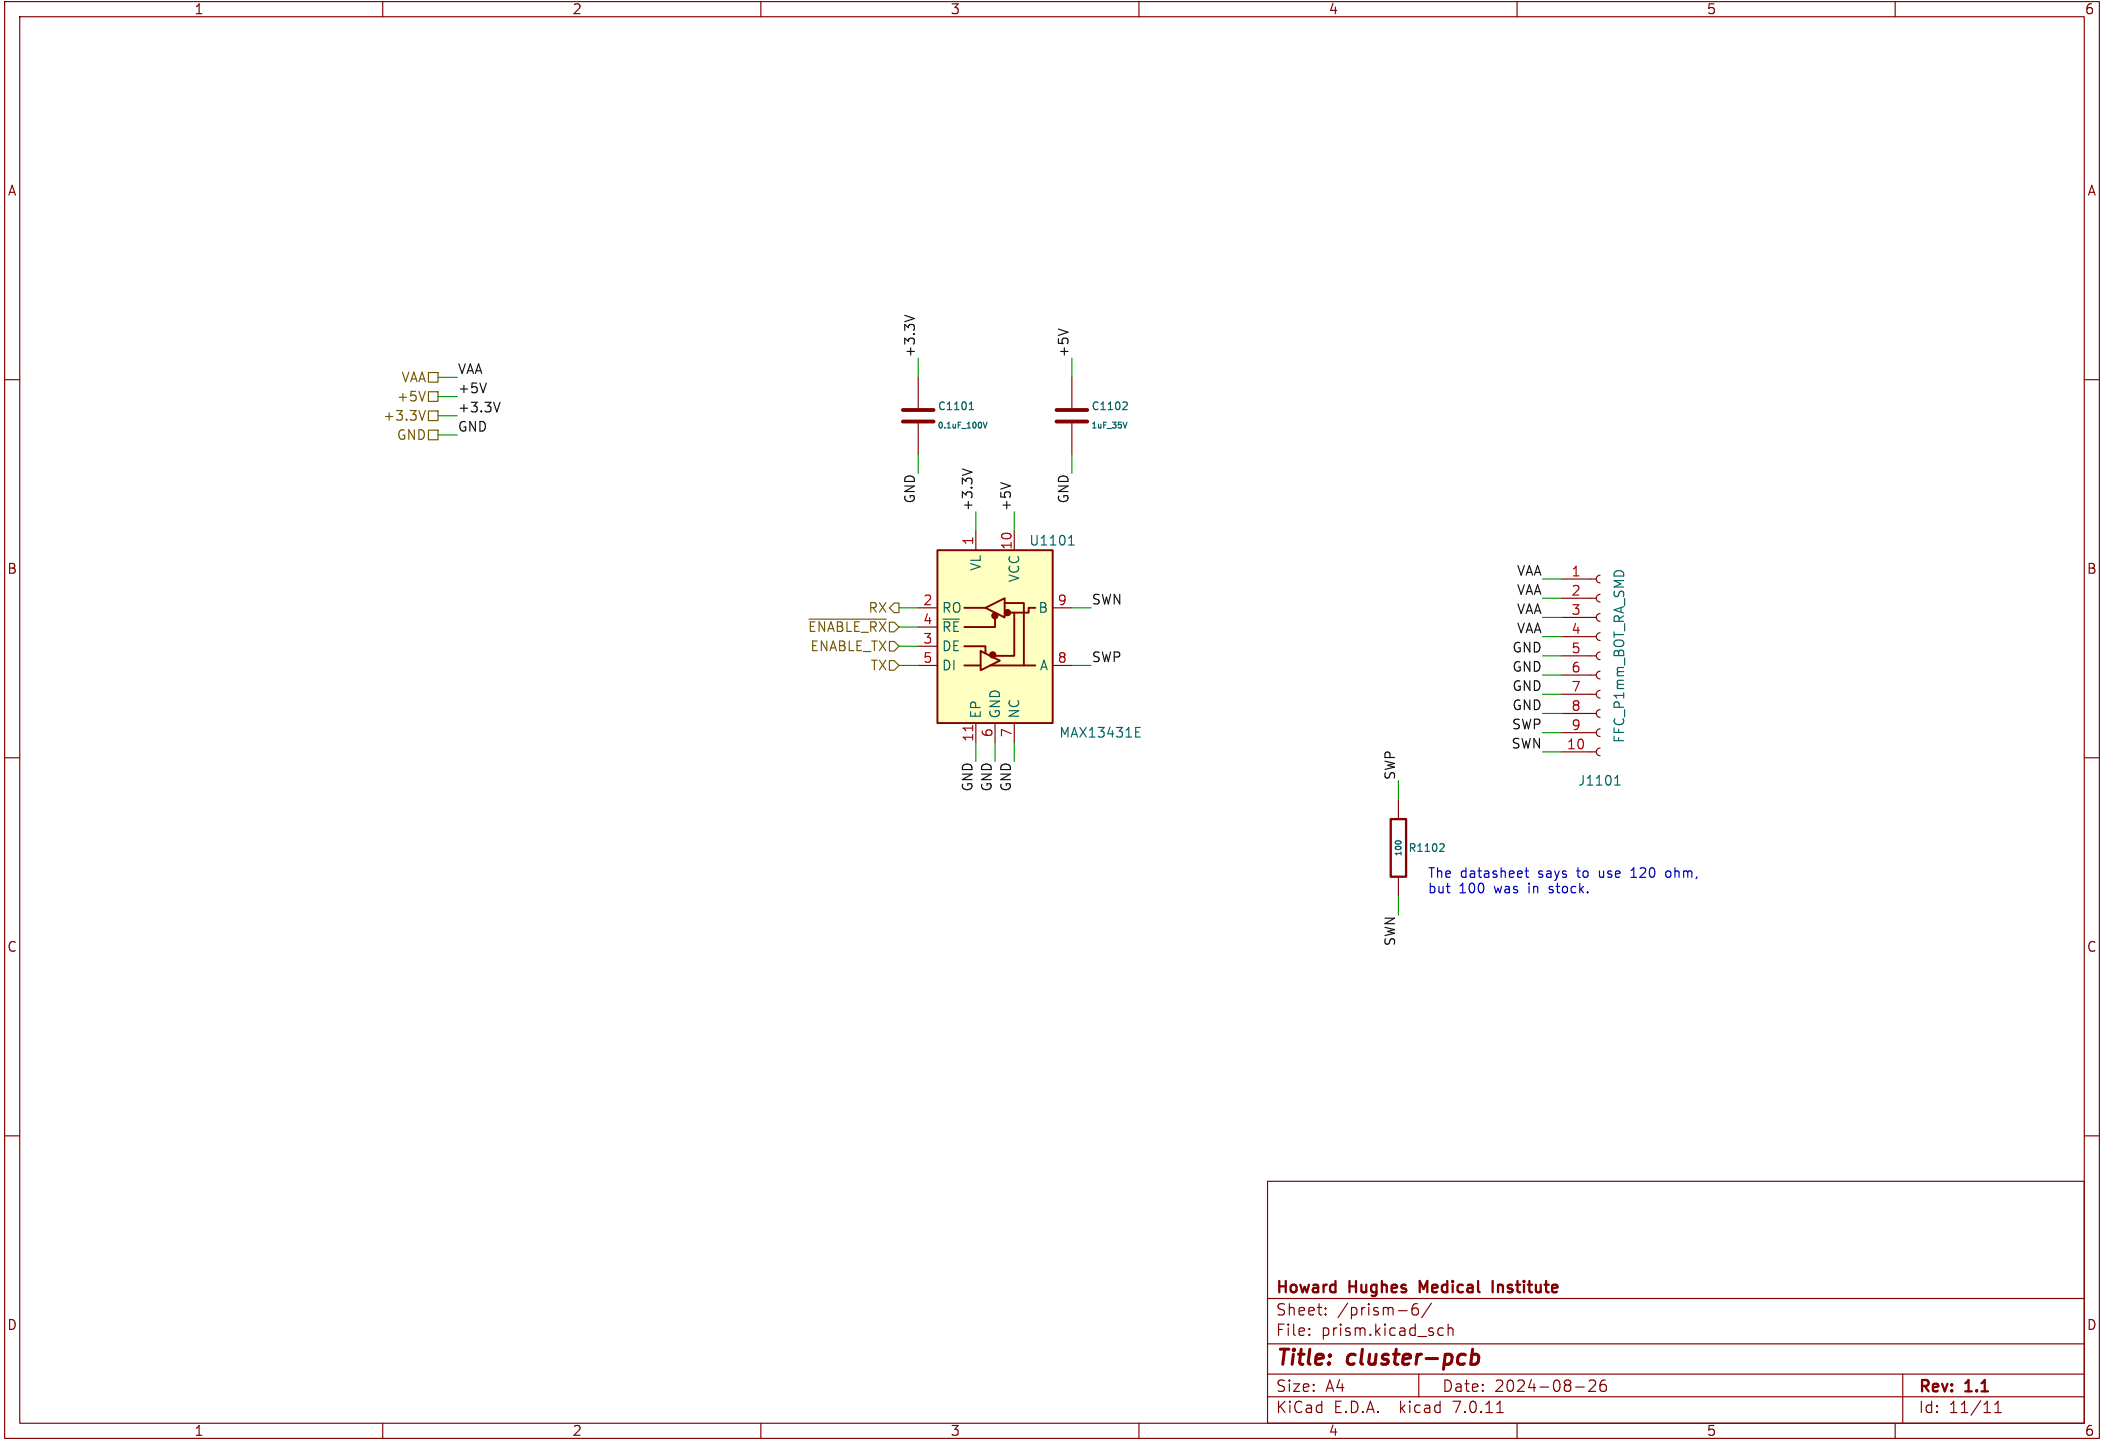 1 2 3 4 5 6
A A
B B
C C
D D
VAA VAA
+5V +5V
+3.3V +3.3V
GND GND
+3.3V
C1101
0.1uF_100V
GND
+5V
C1102
1uF_35V
GND
+3.3V
+5V
U1101
1 10
VL VCC
RX 2 RO B 9 SWN
ENABLE_RX 4 RE
ENABLE_TX 3 DE
TX 5 DI A 8 SWP
EP GND NC
11 6 7
MAX13431E
GND GND GND
VAA 1
VAA 2
VAA 3
VAA 4
GND 5
GND 6
GND 7
GND 8
SWP 9
SWN 10
FFC_P1mm_BOT_RA_SMD
J1101
SWP
100
R1102
SWN
The datasheet says to use 120 ohm,
but 100 was in stock.
Howard Hughes Medical Institute
Sheet: /prism-6/
File: prism.kicad_sch
Title: cluster-pcb
Size: A4 Date: 2024-08-26 Rev: 1.1
KiCad E.D.A. kicad 7.0.11 Id: 11/11
1 2 3 4 5 6